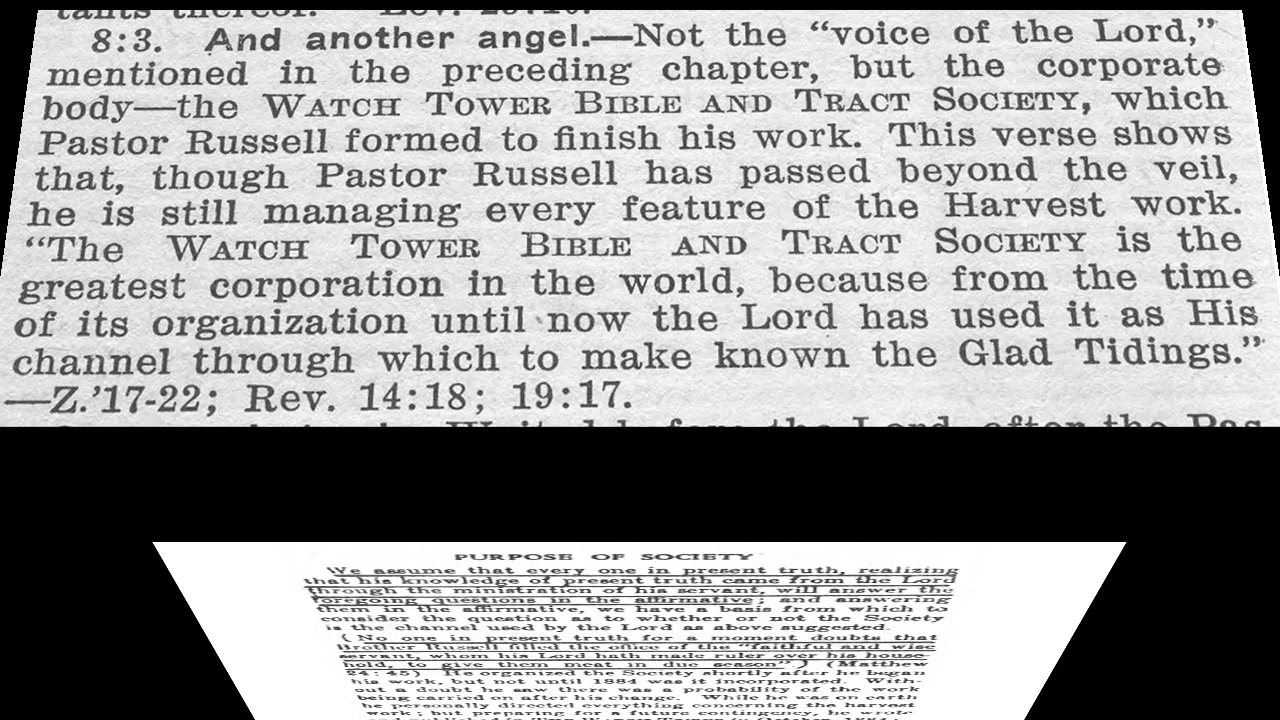 8:3. And another angel.—Not the “voice of the Lord,”
mentioned in the preceding chapter, but the corporate
body—the WATCH TOWER BIBLE AND TRACT SOCIETY, which
Pastor Russell formed to finish his work. This verse shows
that, though Pastor Russell has passed beyond the veil,
he is still managing every feature of the Harvest work.
“The WATCH TOWER BIBLE AND TRACT SOCIETY is the
greatest corporation in the world, because from the time
of its organization until now the Lord has used it as His
channel through which to make known the Glad Tidings.”
—Z.’17-22; Rev. 14:18; 19:17.
PURPOSE OF SOCIETY
We assume that every one in present truth, realizing
that his knowledge of present truth came from the Lord
through the ministration of his servant, will answer the
foregoing questions in the affirmative; and answering
them in the affirmative, we have a basis from which to
consider the question as to whether or not the Society
is the channel used by the Lord as above suggested.
(No one in present truth for a moment doubts that
Brother Russell filled the office of the “faithful and wise
servant, whom his Lord hath made ruler over his house-
hold, to give them meat in due season”.) (Matthew
24:45) He organized the Society shortly after he began
his work, but not until 1884 was it incorporated. With-
out a doubt he saw there was a probability of the work
being carried on after his change. While he was on earth
he personally directed everything concerning the harvest
work; but preparing for a future contingency, he wrote